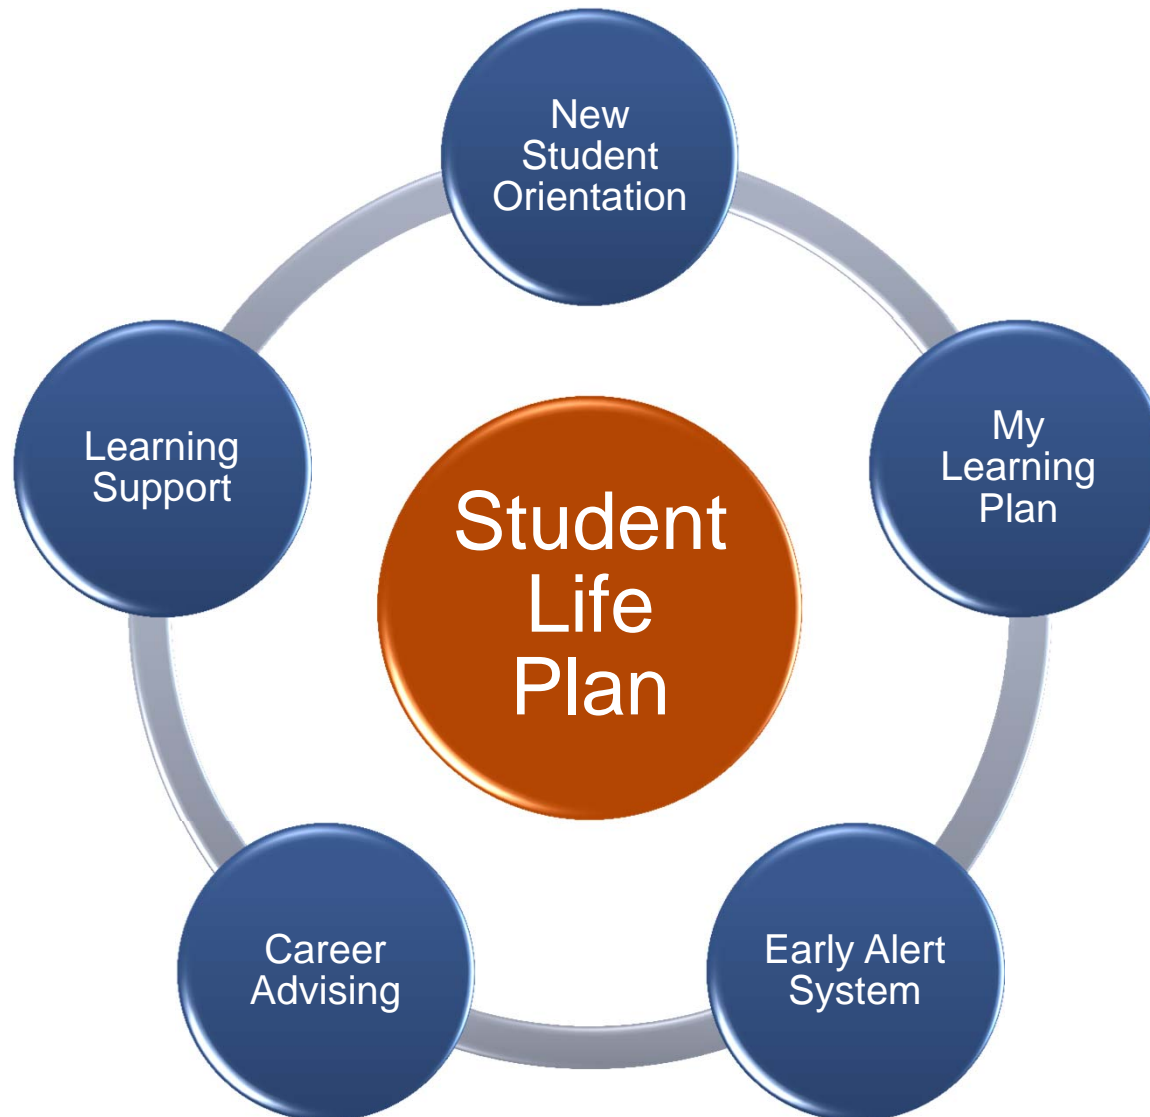 New
Student
Orientation
My
Learning
Plan
Early Alert
System
Career
Advising
Learning
Support
Student
Life
Plan